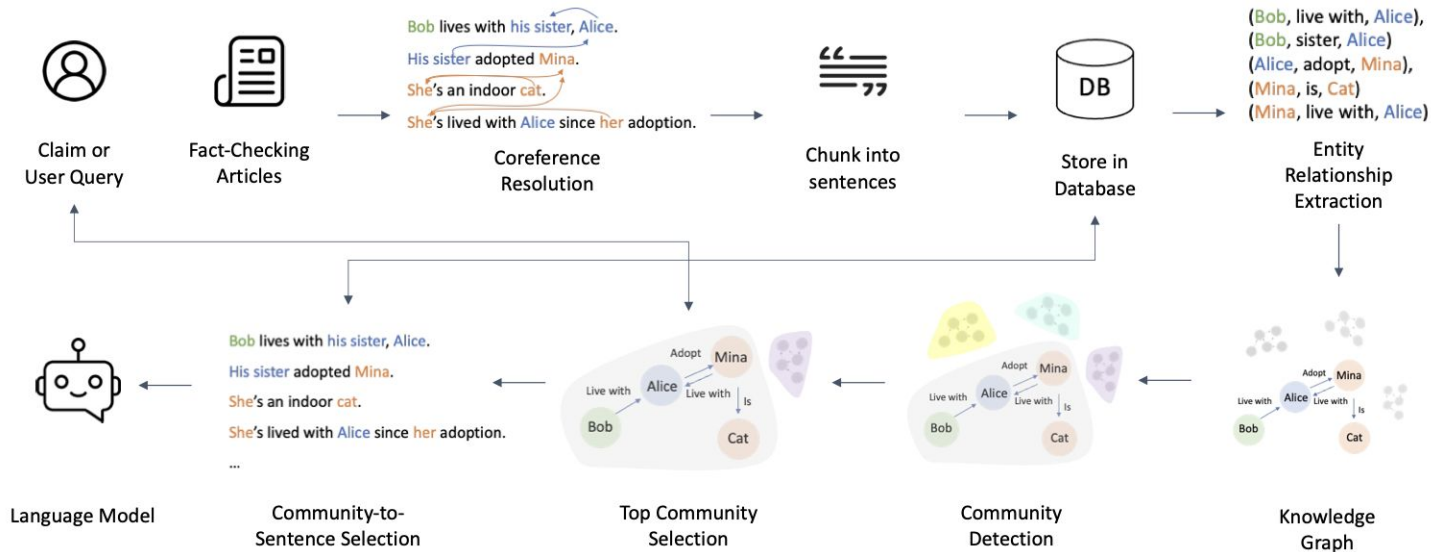 Claim or
User Query
Fact-Checking
Articles
Bob lives with his sister, Alice.
His sister adopted Mina.
She's an indoor cat.
She's lived with Alice since her adoption.
Coreference
Resolution
Chunk into
sentences
DB
Store in
Database
(Bob, live with, Alice),
(Bob, sister, Alice)
(Alice, adopt, Mina),
(Mina, is, Cat)
(Mina, live with, Alice)
Entity
Relationship
Extraction
Language Model
Bob lives with his sister, Alice.
His sister adopted Mina.
She's an indoor cat.
She's lived with Alice since her adoption.
...
Community-to-
Sentence Selection
Adopt
Mina
Live with
Alice
Live with
Is
Bob
Cat
Top Community
Selection
Adopt
Mina
Live with
Alice
Live with
Is
Bob
Cat
Community
Detection
Adopt
Mina
Live with
Alice
Live with
Is
Bob
Cat
Knowledge
Graph